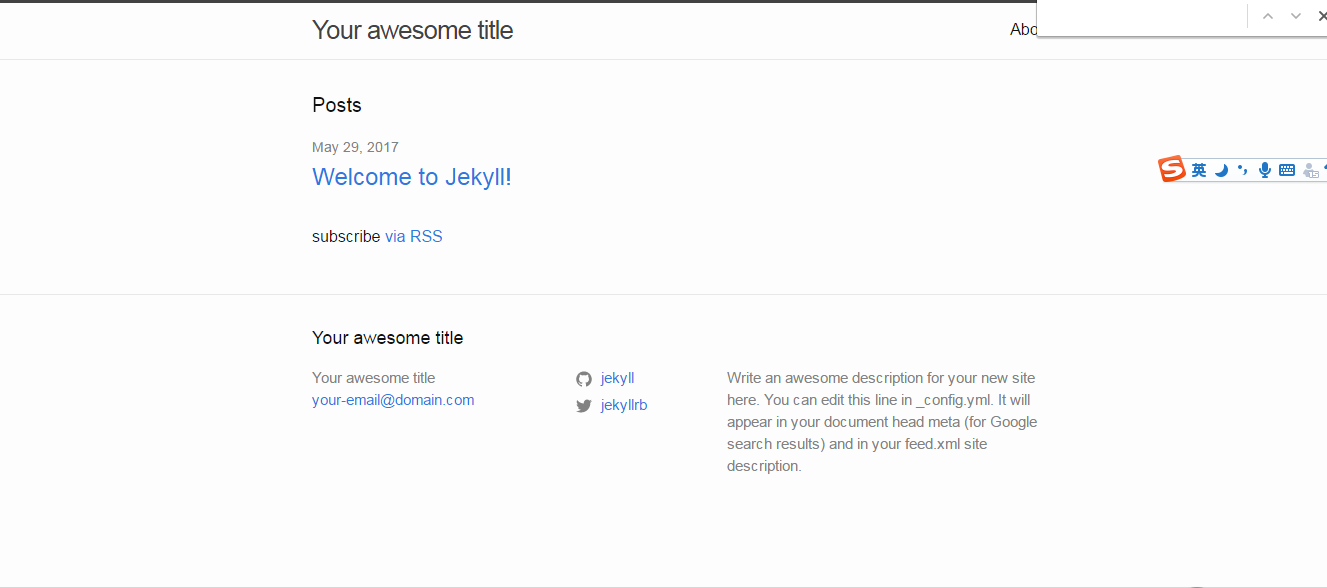 Your awesome title
Abo
Posts
May 29, 2017
Welcome to Jekyll!
subscribe via RSS
英
Your awesome title
Your awesome title
your-email@domain.com
jekyll
jekyllrb
Write an awesome description for your new site
here. You can edit this line in _config.yml. It will
appear in your document head meta (for Google
search results) and in your feed.xml site
description.